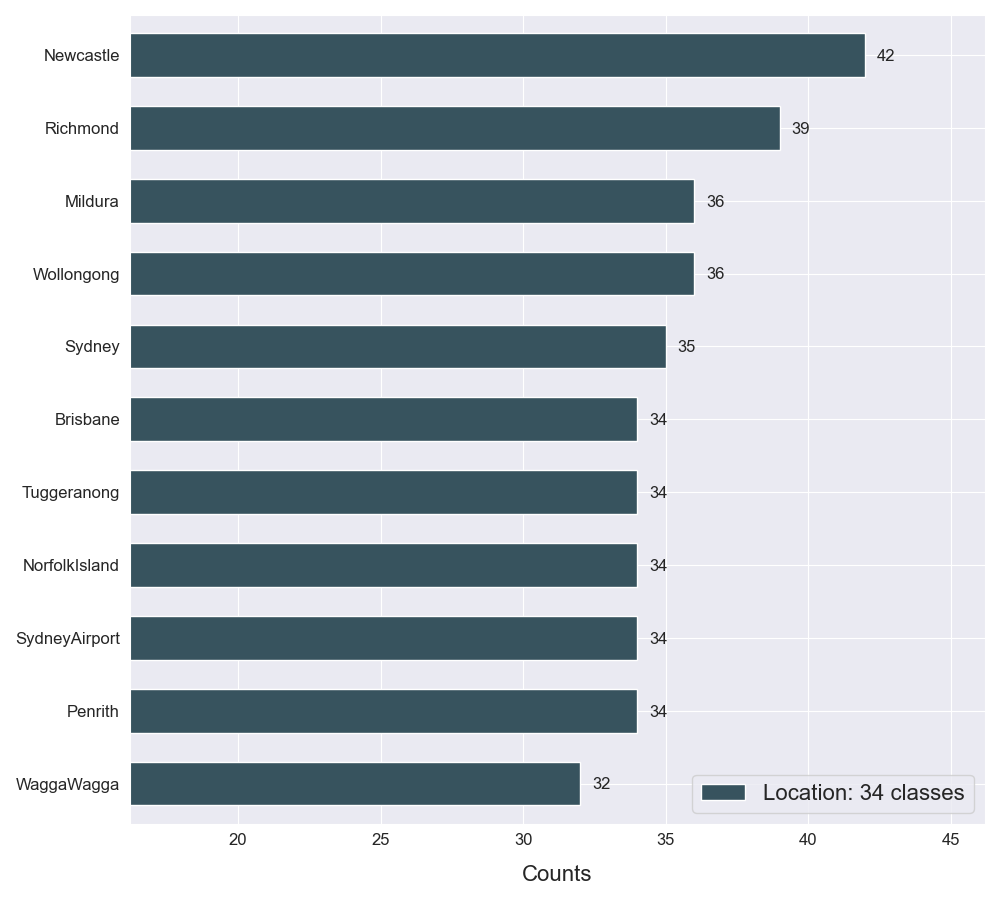 Newcastle 42
Richmond 39
Mildura 36
Wollongong 36
Sydney 35
Brisbane 34
Tuggeranong 34
NorfolkIsland 34
SydneyAirport 34
Penrith 34
WaggaWagga 32
Location: 34 classes
20 25 30 35 40 45
Counts